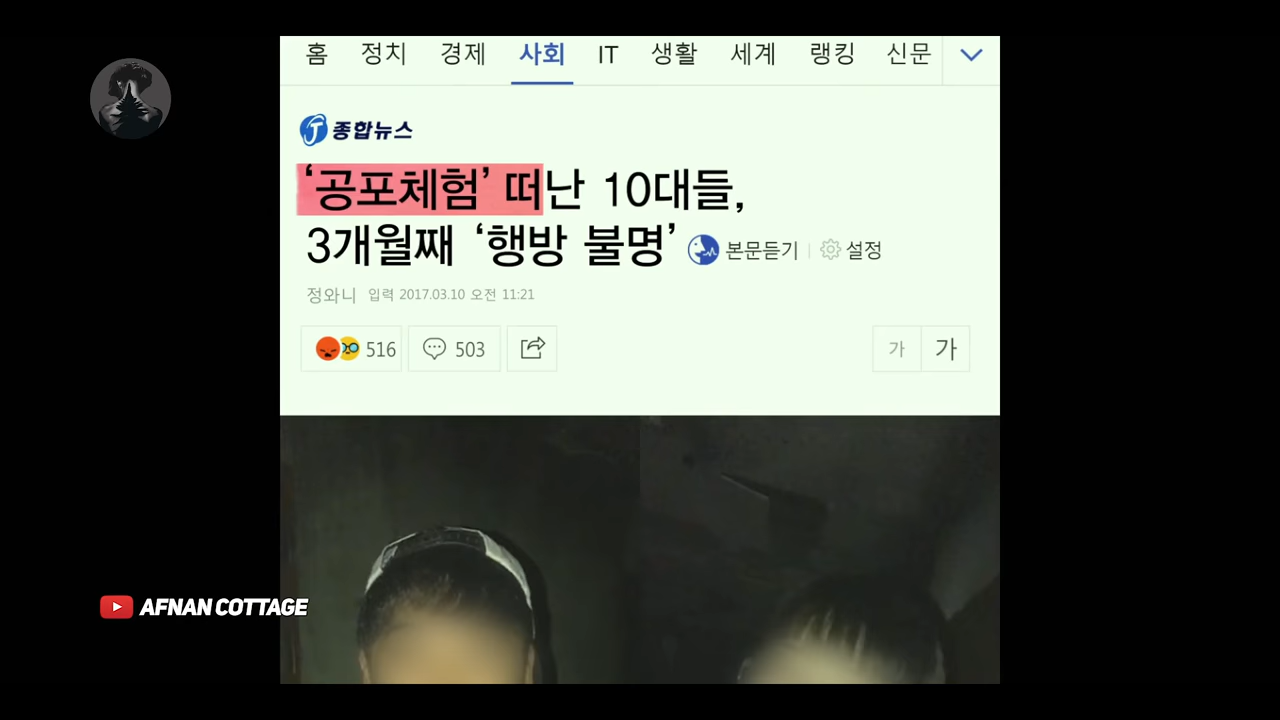 홈 정치 경제 사회 IT 생활 세계 랭킹 신문
종합뉴스
‘공포체험’ 떠난 10대들,
3개월째 ‘행방 불명’ 본문듣기 설정
정와니 입력 2017.03.10 오전 11:21
516 503 가 가
AFNAN COTTAGE